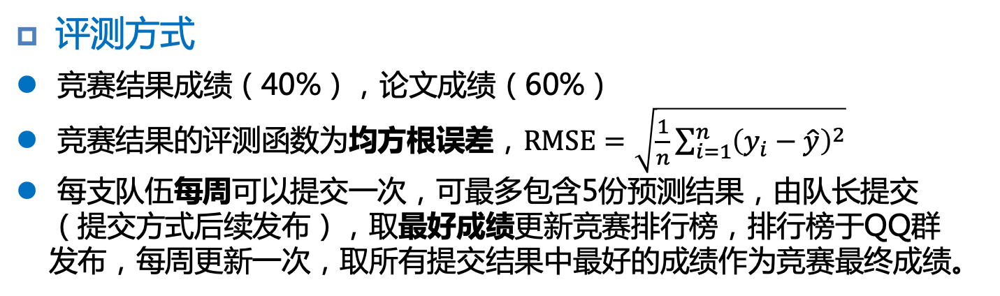 评测方式
竞赛结果成绩（40%），论文成绩（60%）
竞赛结果的评测函数为均方根误差，RMSE = √(1/n ∑ⁿᵢ₌₁(yᵢ − ŷ)²)
每支队伍每周可以提交一次，可最多包含5份预测结果，由队长提交
（提交方式后续发布），取最好成绩更新竞赛排行榜，排行榜于QQ群
发布，每周更新一次，取所有提交结果中最好的成绩作为竞赛最终成绩。